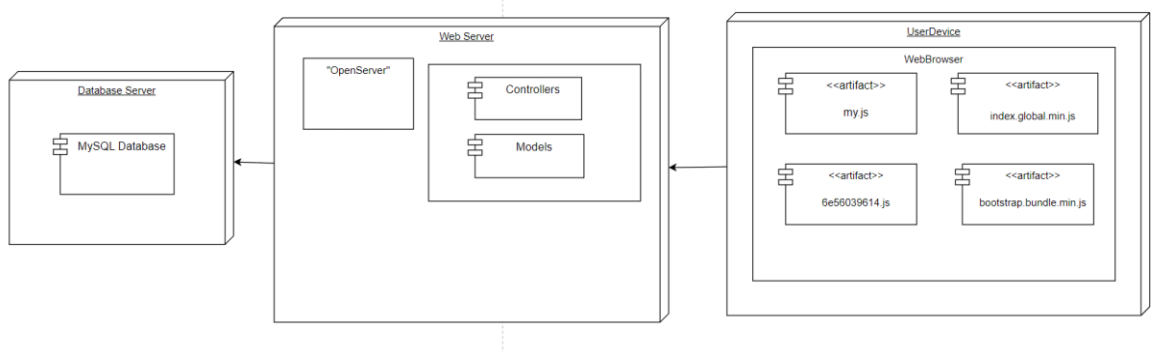 Database Server
MySQL Database
Web Server
"OpenServer"
Controllers
Models
UserDevice
WebBrowser
<<artifact>>
my.js
<<artifact>>
index.global.min.js
<<artifact>>
6e56039614.js
<<artifact>>
bootstrap.bundle.min.js